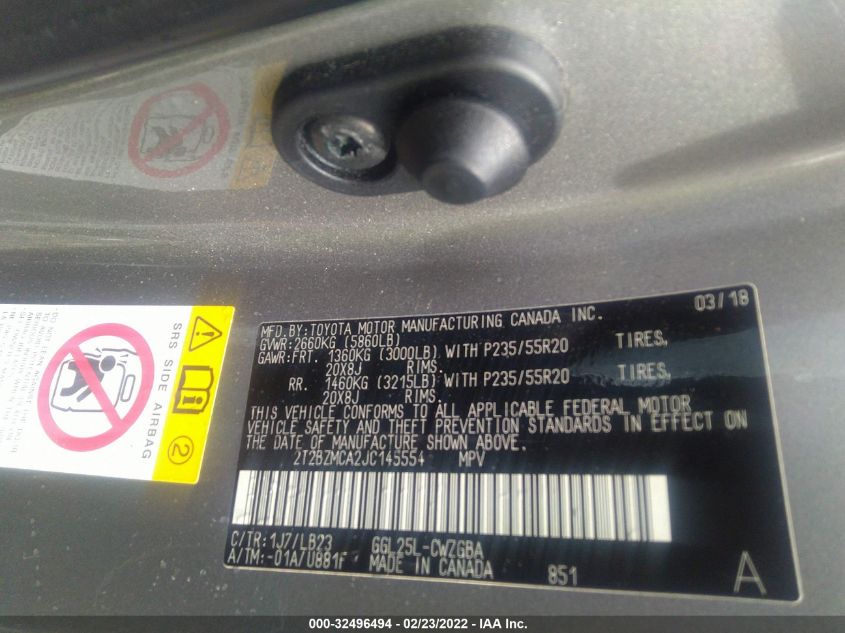 MFD.BY:TOYOTA MOTOR MANUFACTURING CANADA INC. 03/18
GVWR:2660KG (5860LB)
GAWR:FRT. 1360KG (3000LB) WITH P235/55R20 TIRES,
20X8J RIMS.
RR. 1460KG (3215LB) WITH P235/55R20 TIRES,
20X8J RIMS.
THIS VEHICLE CONFORMS TO ALL APPLICABLE FEDERAL MOTOR
VEHICLE SAFETY AND THEFT PREVENTION STANDARDS IN EFFECT ON
THE DATE OF MANUFACTURE SHOWN ABOVE.
2T2BZMCA2JC145554 MPV
C/TR:1J7/LB23 GGL25L-CWZGBA
A/TM:-01A/U881F MADE IN CANADA 851 A
SRS SIDE AIRBAG
2
000-32496494 - 02/23/2022 - IAA Inc.